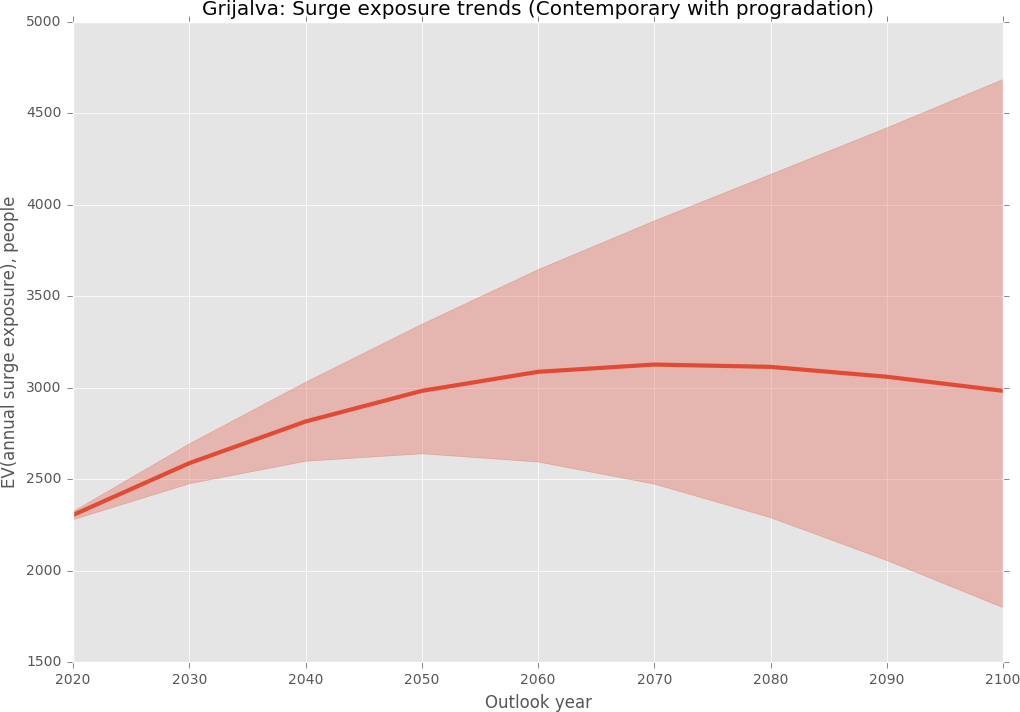 Grijalva: Surge exposure trends (Contemporary with progradation)
5000
4500
4000
3500
3000
2500
2000
1500
EV(annual surge exposure), people
2020 2030 2040 2050 2060 2070 2080 2090 2100
Outlook year